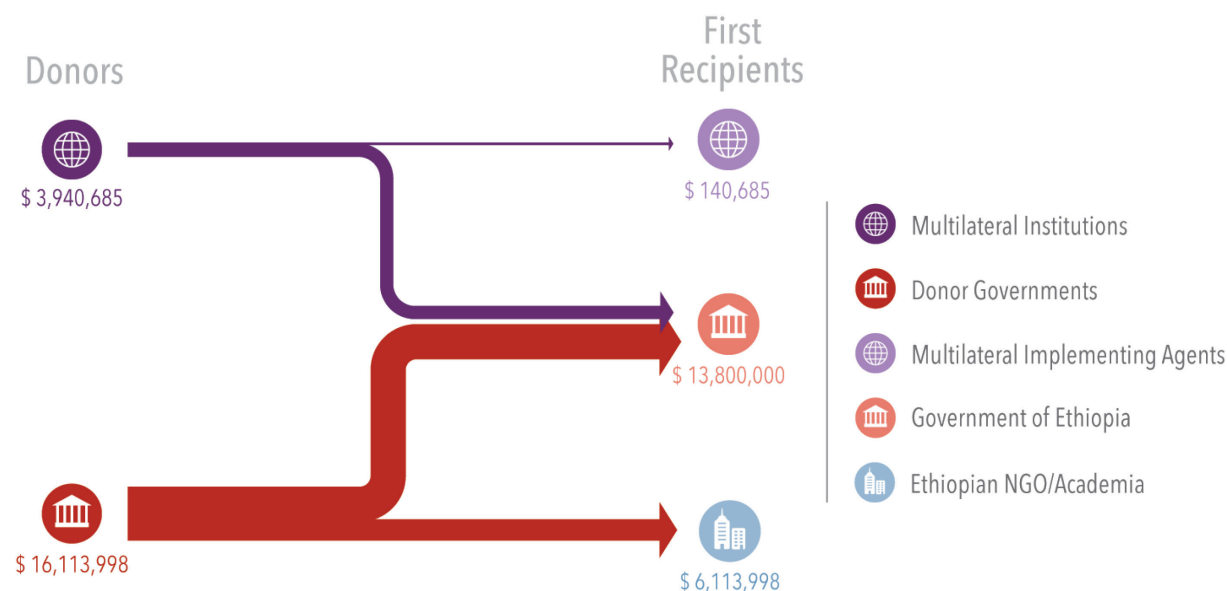 Donors
First
Recipients
$ 3,940,685
$ 140,685
$ 13,800,000
$ 16,113,998
$ 6,113,998
Multilateral Institutions
Donor Governments
Multilateral Implementing Agents
Government of Ethiopia
Ethiopian NGO/Academia